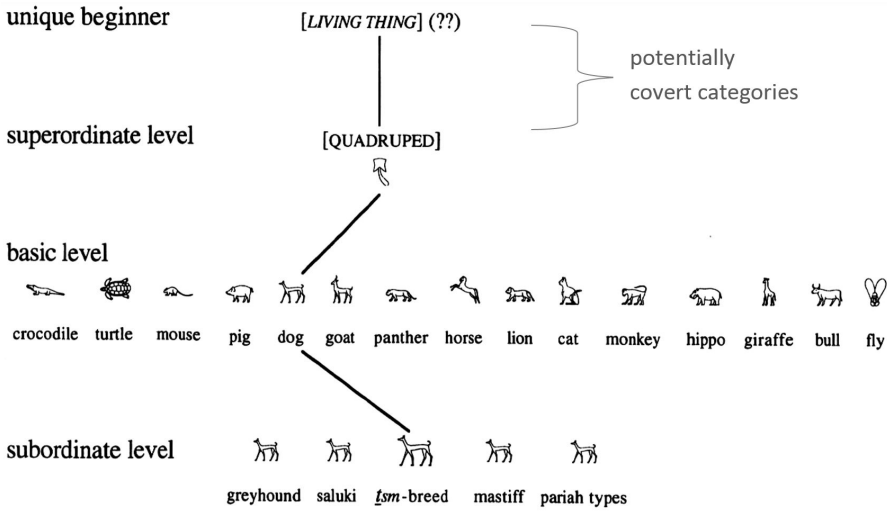 unique beginner [LIVING THING] (??)
potentially
covert categories
superordinate level [QUADRUPED]
basic level
crocodile turtle mouse pig dog goat panther horse lion cat monkey hippo giraffe bull fly
subordinate level
greyhound saluki ṯsm-breed mastiff pariah types